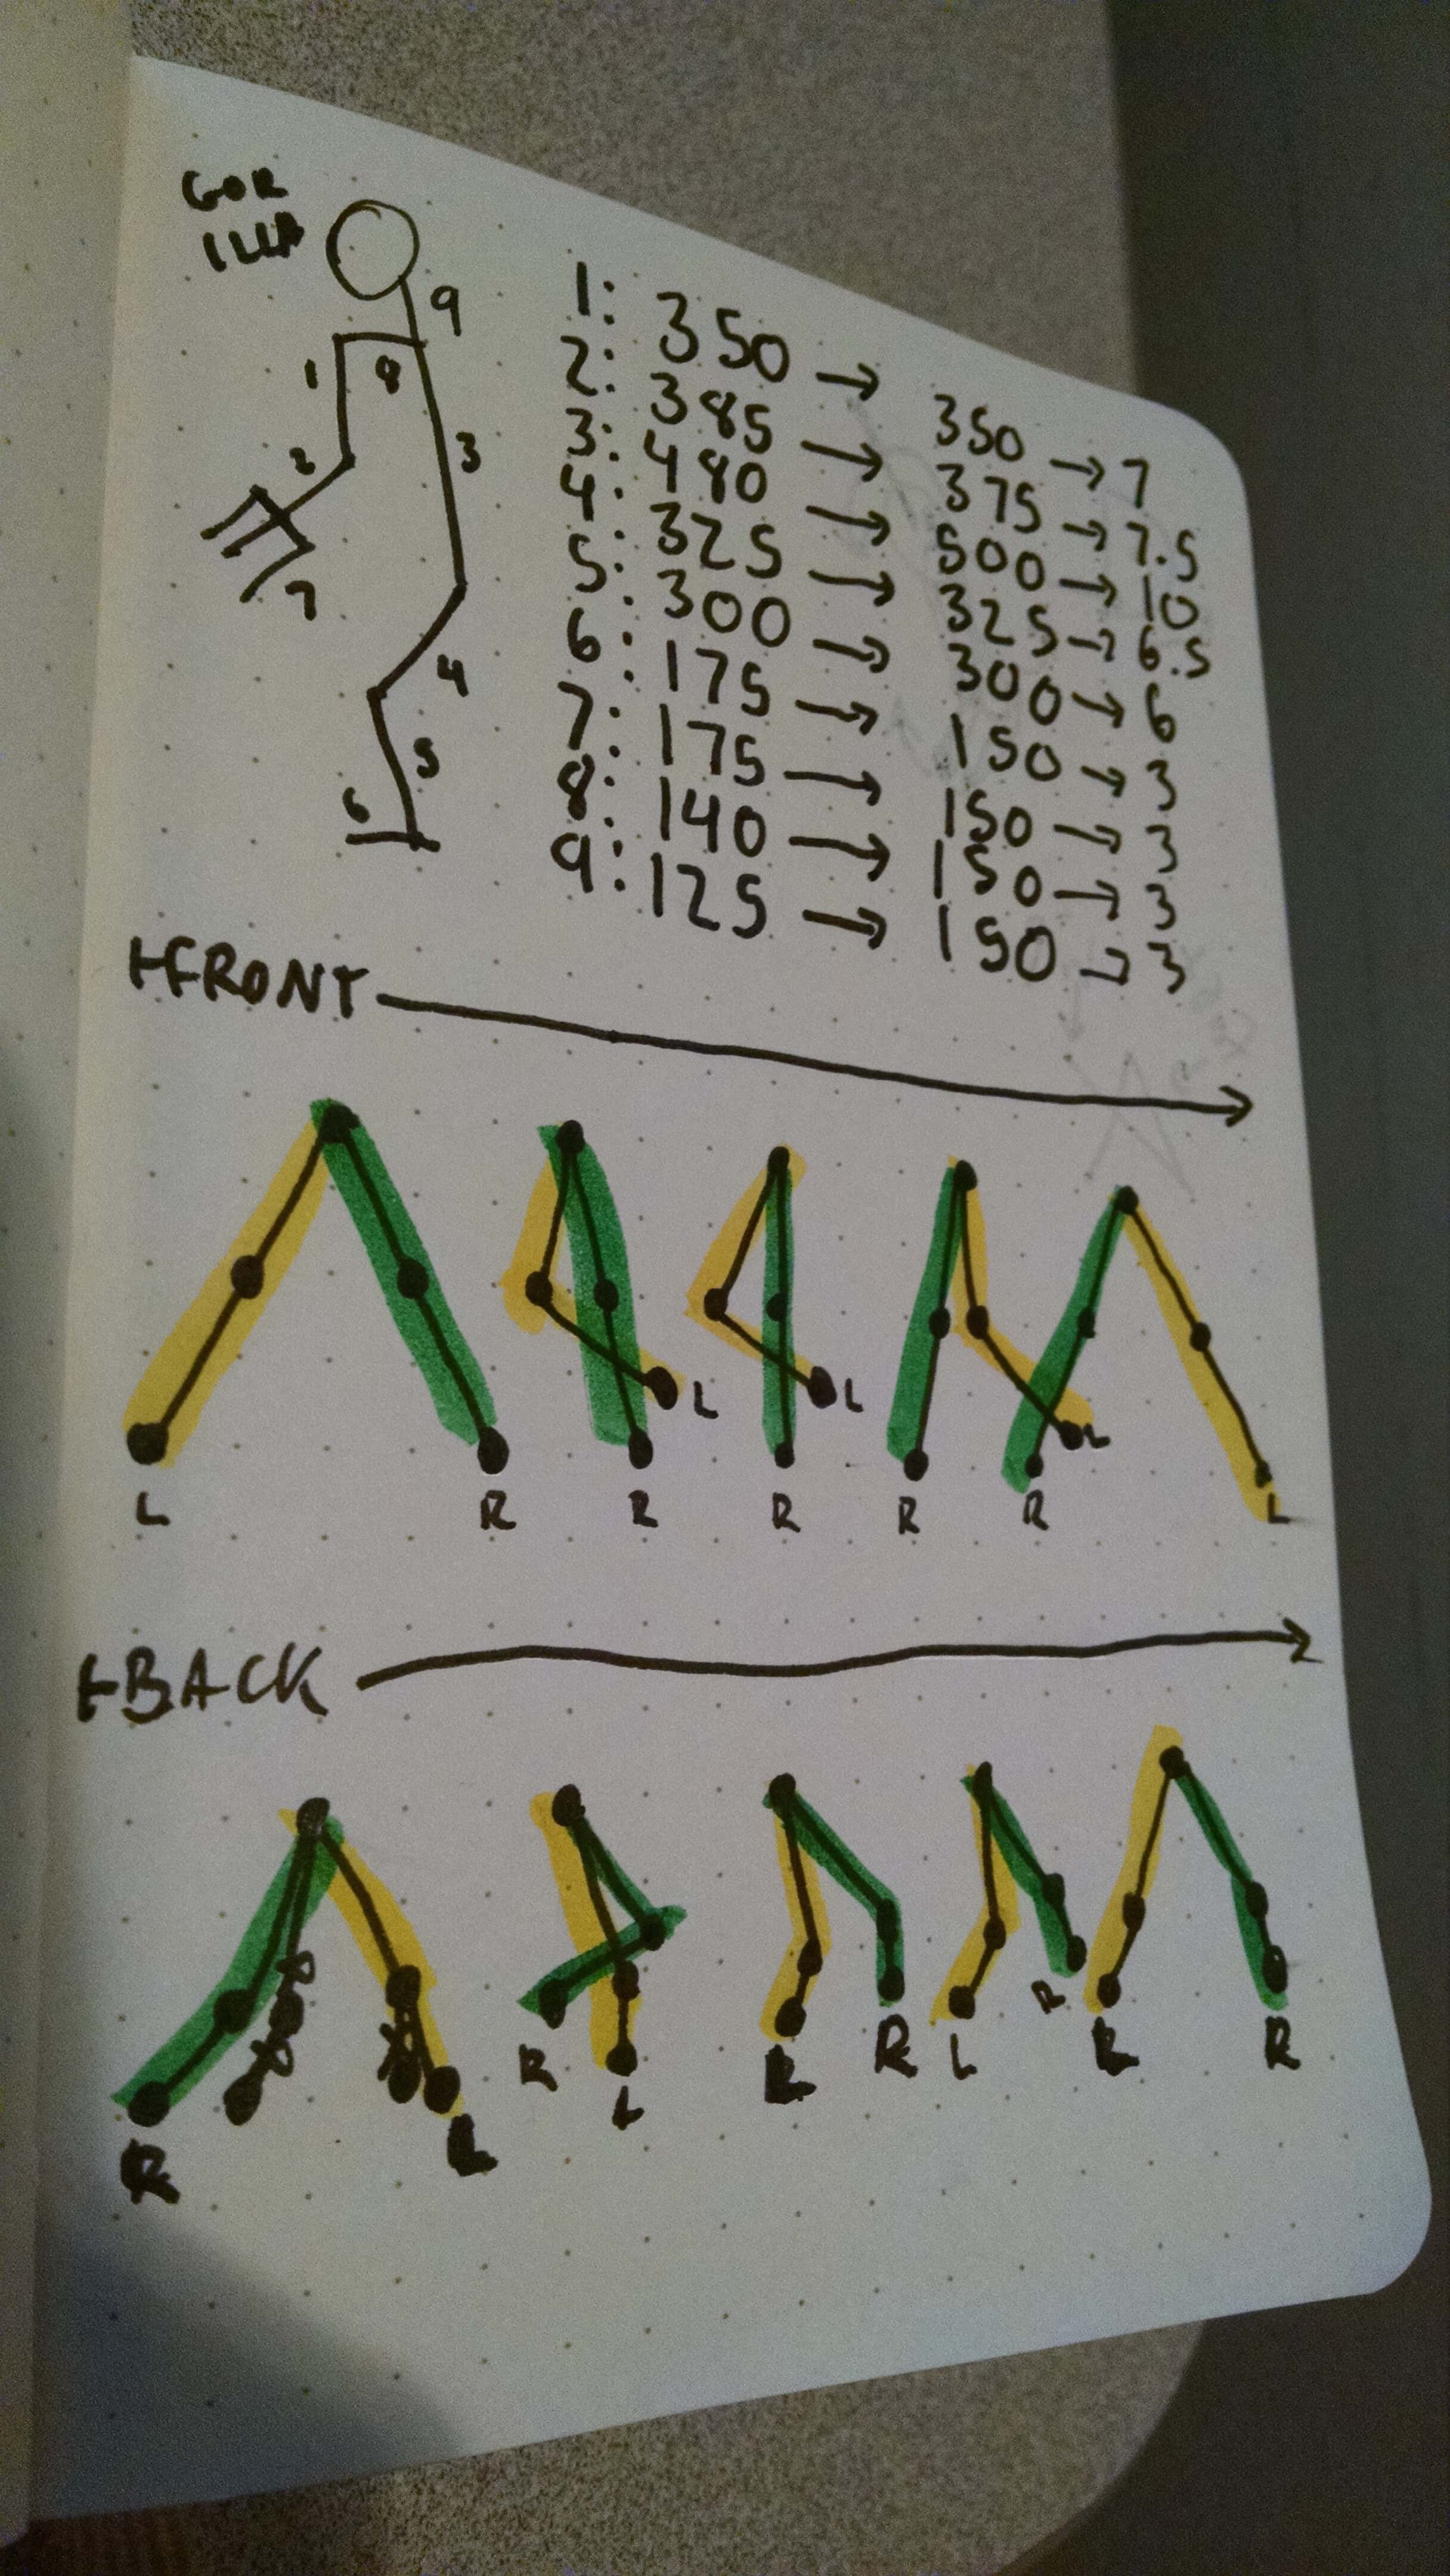 GOR
ILLA
9
1
8
2
3
7
4
5
6
1: 350 → 350 → 7
2: 385 → 375 → 7.5
3: 480 → 500 → 10
4: 325 → 325 → 6.5
5: 300 → 300 → 6
6: 175 → 150 → 3
7: 175 → 150 → 3
8: 140 → 150 → 3
9: 125 → 150 → 3
FRONT
L L L
L R R R R R L
BACK
R L R L L R L R L R